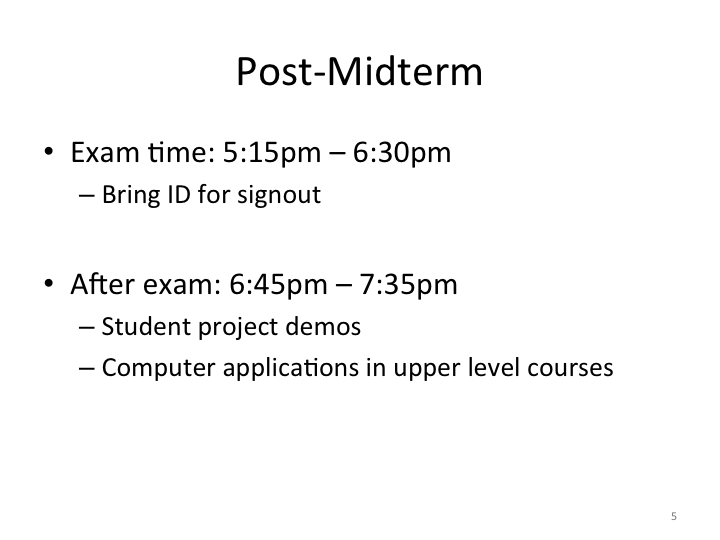 Post-Midterm
• Exam time: 5:15pm – 6:30pm
– Bring ID for signout
• After exam: 6:45pm – 7:35pm
– Student project demos
– Computer applications in upper level courses
5